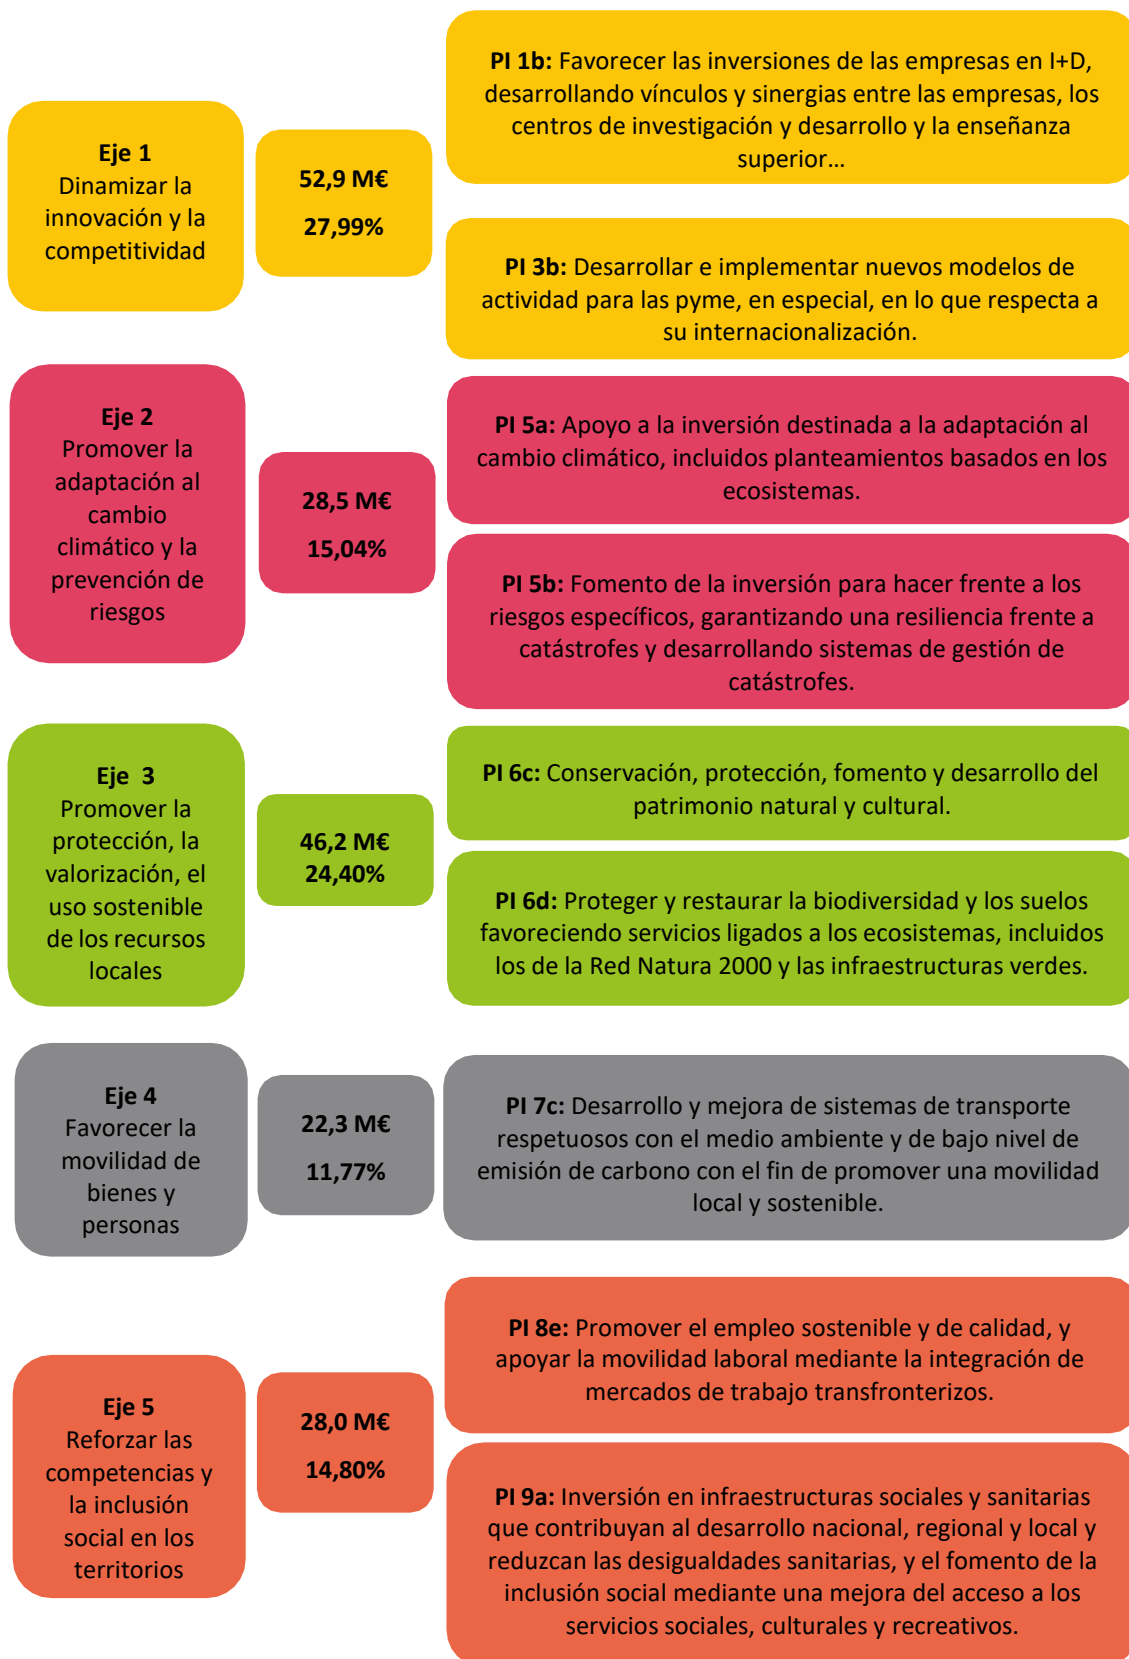 Eje 1
Dinamizar la
innovación y la
competitividad
52,9 M€
27,99%
PI 1b: Favorecer las inversiones de las empresas en I+D,
desarrollando vínculos y sinergias entre las empresas, los
centros de investigación y desarrollo y la enseñanza
superior…
PI 3b: Desarrollar e implementar nuevos modelos de
actividad para las pyme, en especial, en lo que respecta a
su internacionalización.
Eje 2
Promover la
adaptación al
cambio
climático y la
prevención de
riesgos
28,5 M€
15,04%
PI 5a: Apoyo a la inversión destinada a la adaptación al
cambio climático, incluidos planteamientos basados en los
ecosistemas.
PI 5b: Fomento de la inversión para hacer frente a los
riesgos específicos, garantizando una resiliencia frente a
catástrofes y desarrollando sistemas de gestión de
catástrofes.
Eje 3
Promover la
protección, la
valorización, el
uso sostenible
de los recursos
locales
46,2 M€
24,40%
PI 6c: Conservación, protección, fomento y desarrollo del
patrimonio natural y cultural.
PI 6d: Proteger y restaurar la biodiversidad y los suelos
favoreciendo servicios ligados a los ecosistemas, incluidos
los de la Red Natura 2000 y las infraestructuras verdes.
Eje 4
Favorecer la
movilidad de
bienes y
personas
22,3 M€
11,77%
PI 7c: Desarrollo y mejora de sistemas de transporte
respetuosos con el medio ambiente y de bajo nivel de
emisión de carbono con el fin de promover una movilidad
local y sostenible.
Eje 5
Reforzar las
competencias y
la inclusión
social en los
territorios
28,0 M€
14,80%
PI 8e: Promover el empleo sostenible y de calidad, y
apoyar la movilidad laboral mediante la integración de
mercados de trabajo transfronterizos.
PI 9a: Inversión en infraestructuras sociales y sanitarias
que contribuyan al desarrollo nacional, regional y local y
reduzcan las desigualdades sanitarias, y el fomento de la
inclusión social mediante una mejora del acceso a los
servicios sociales, culturales y recreativos.